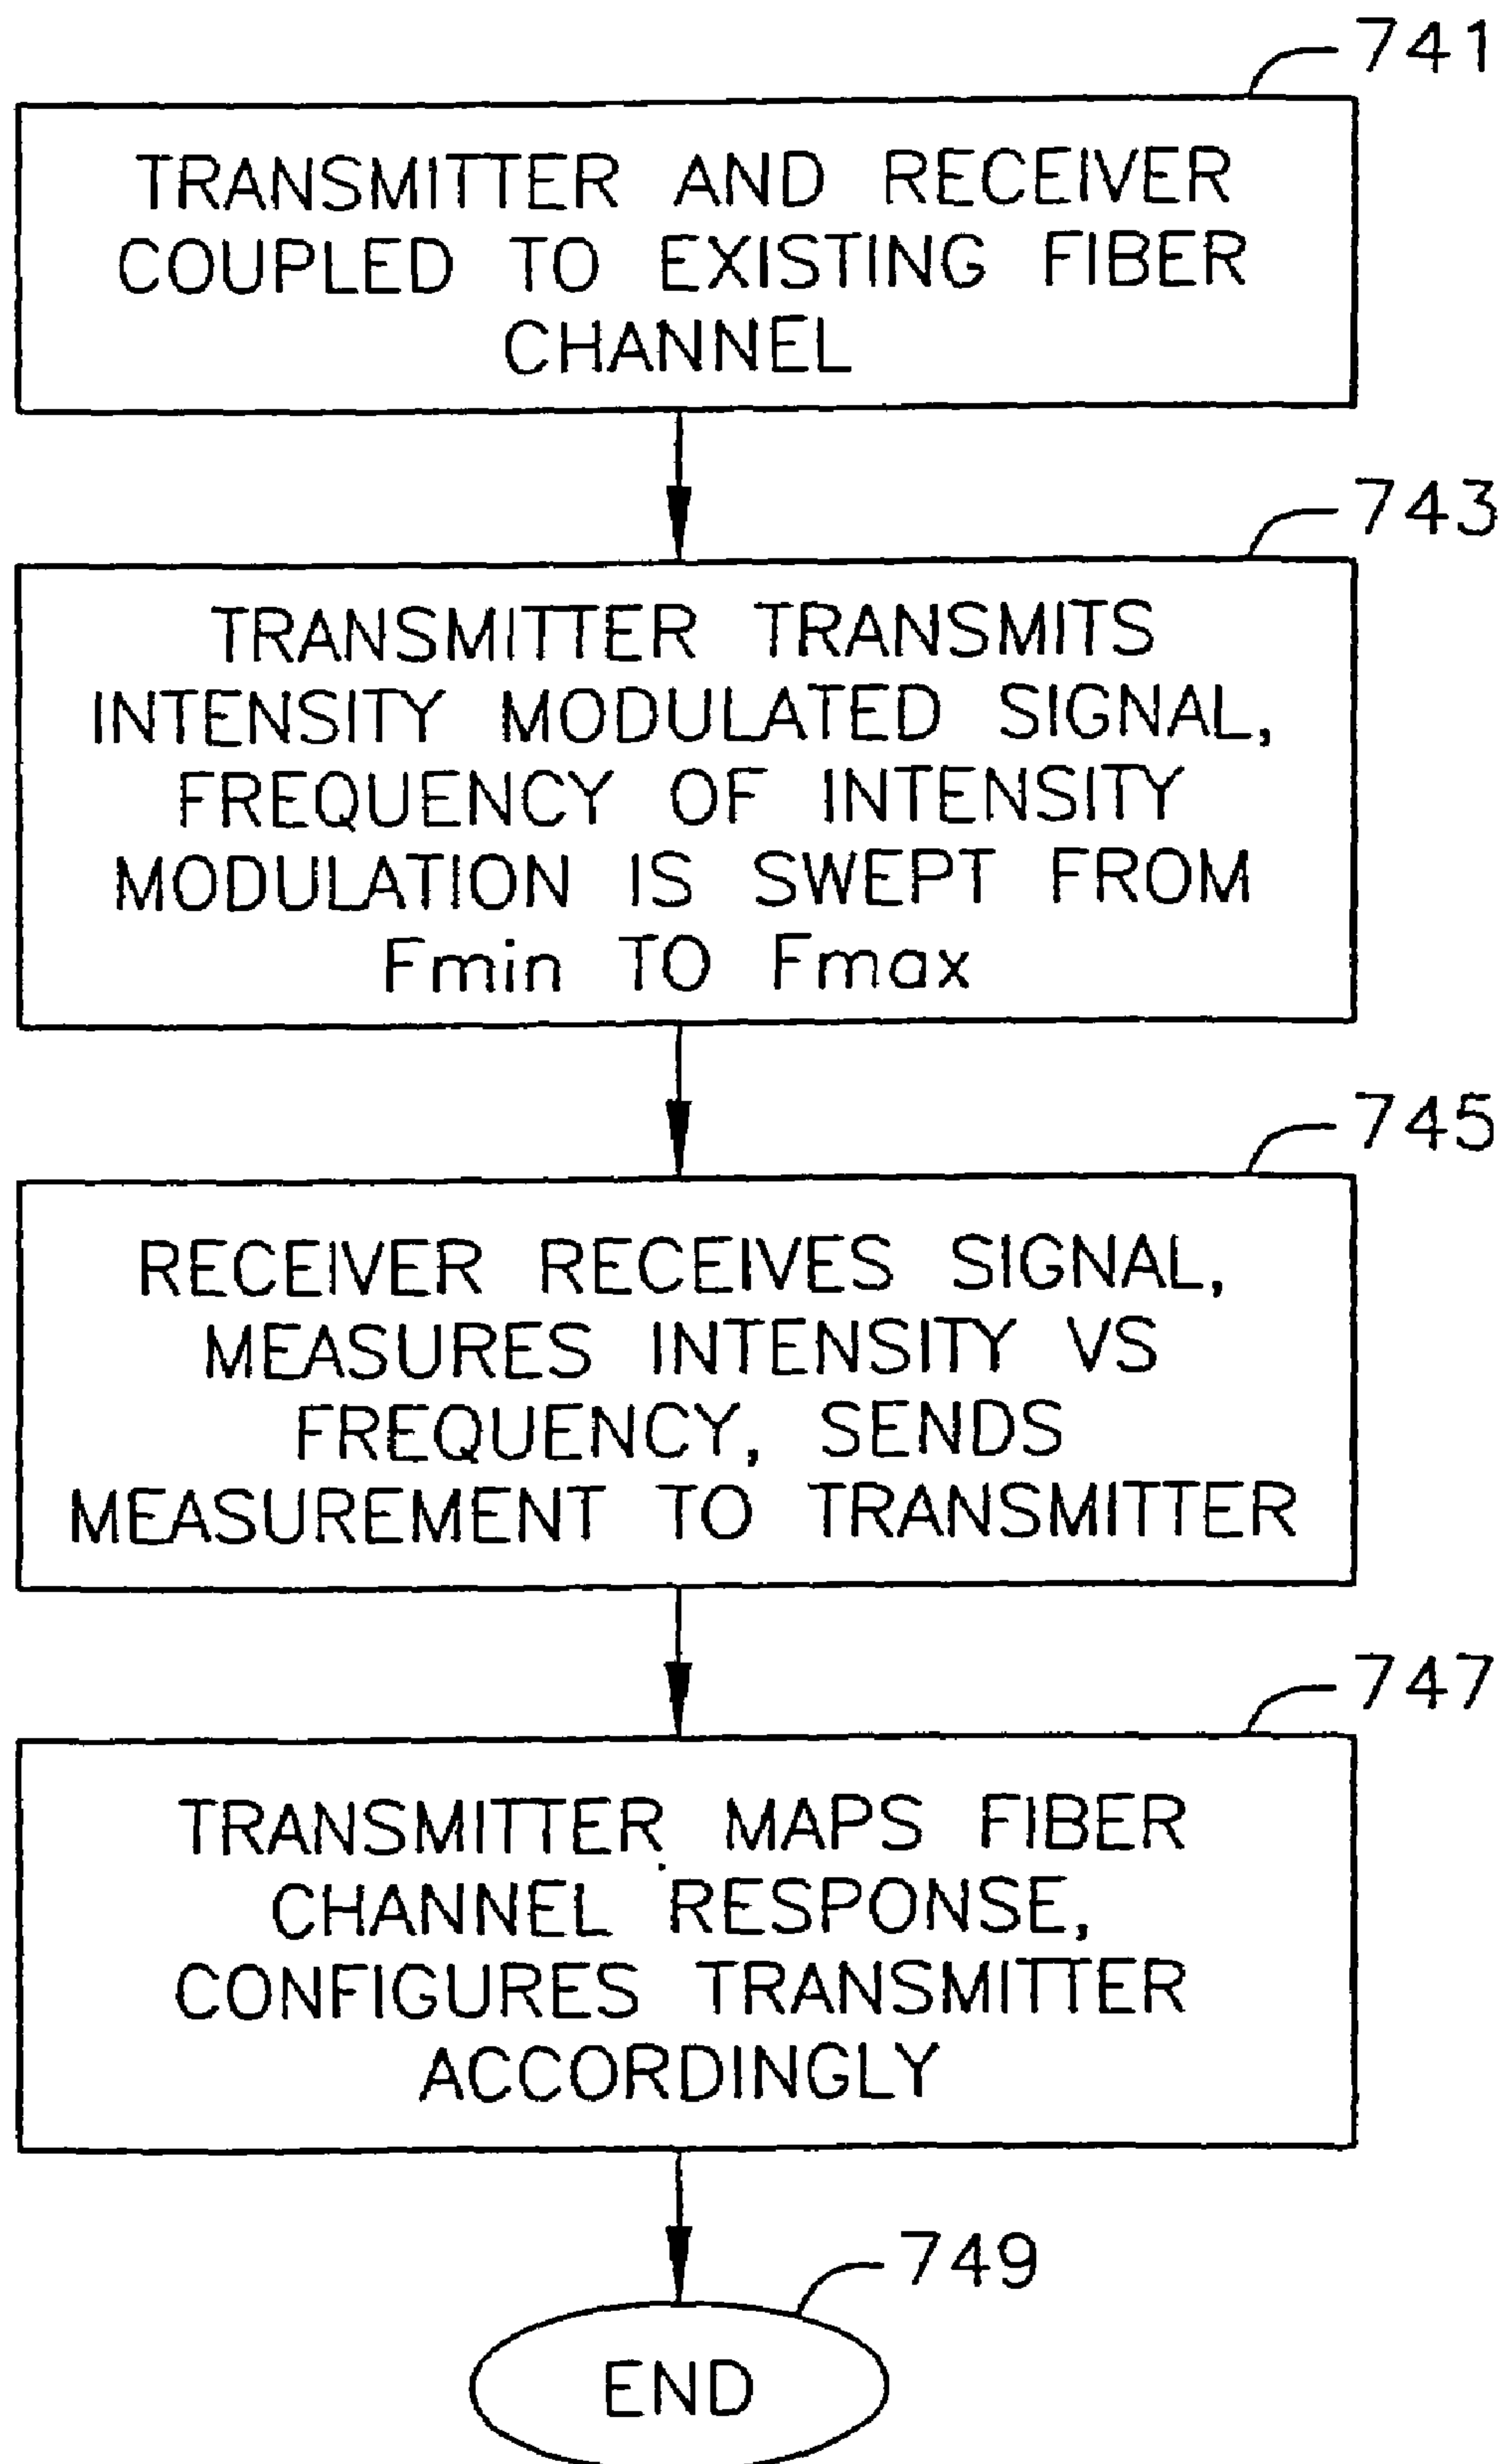 741
TRANSMITTER AND RECEIVER
COUPLED TO EXISTING FIBER
CHANNEL
743
TRANSMITTER TRANSMITS
INTENSITY MODULATED SIGNAL,
FREQUENCY OF INTENSITY
MODULATION IS SWEPT FROM
Fmin TO Fmax
745
RECEIVER RECEIVES SIGNAL,
MEASURES INTENSITY VS
FREQUENCY, SENDS
MEASUREMENT TO TRANSMITTER
747
TRANSMITTER MAPS FIBER
CHANNEL RESPONSE,
CONFIGURES TRANSMITTER
ACCORDINGLY
749
END